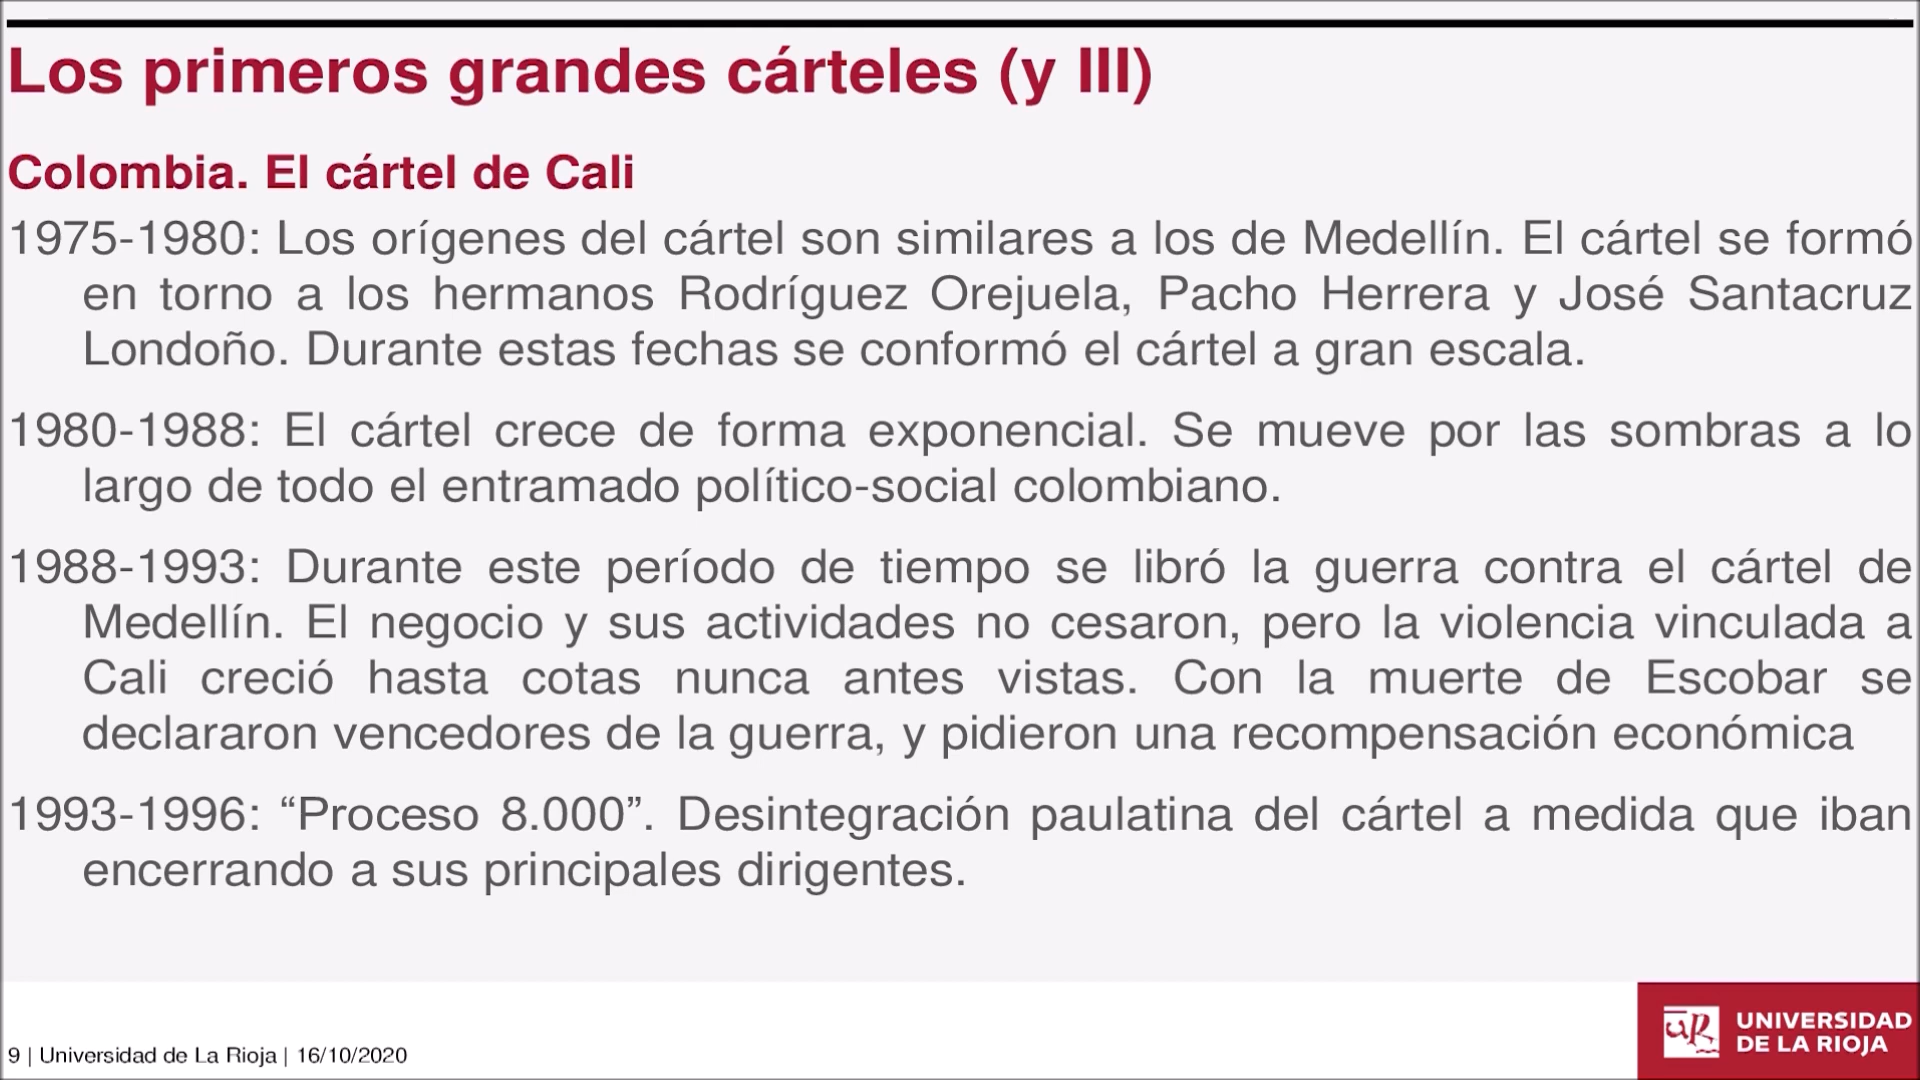 Los primeros grandes cárteles (y III)
Colombia. El cártel de Cali
1975-1980: Los orígenes del cártel son similares a los de Medellín. El cártel se formó
en torno a los hermanos Rodríguez Orejuela, Pacho Herrera y José Santacruz
Londoño. Durante estas fechas se conformó el cártel a gran escala.
1980-1988: El cártel crece de forma exponencial. Se mueve por las sombras a lo
largo de todo el entramado político-social colombiano.
1988-1993: Durante este período de tiempo se libró la guerra contra el cártel de
Medellín. El negocio y sus actividades no cesaron, pero la violencia vinculada a
Cali creció hasta cotas nunca antes vistas. Con la muerte de Escobar se
declararon vencedores de la guerra, y pidieron una recompensación económica
1993-1996: “Proceso 8.000”. Desintegración paulatina del cártel a medida que iban
encerrando a sus principales dirigentes.
9 | Universidad de La Rioja | 16/10/2020
UR
UNIVERSIDAD
DE LA RIOJA